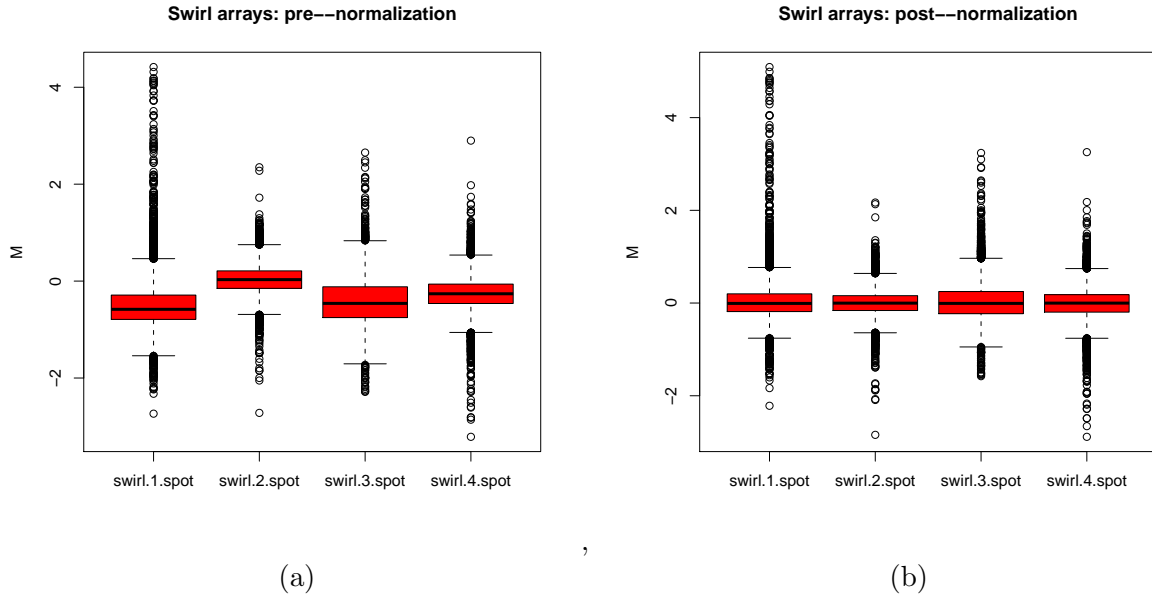 Swirl arrays: pre--normalization
M
4
2
0
−2
swirl.1.spot swirl.2.spot swirl.3.spot swirl.4.spot
(a)
,
Swirl arrays: post--normalization
M
4
2
0
−2
swirl.1.spot swirl.2.spot swirl.3.spot swirl.4.spot
(b)